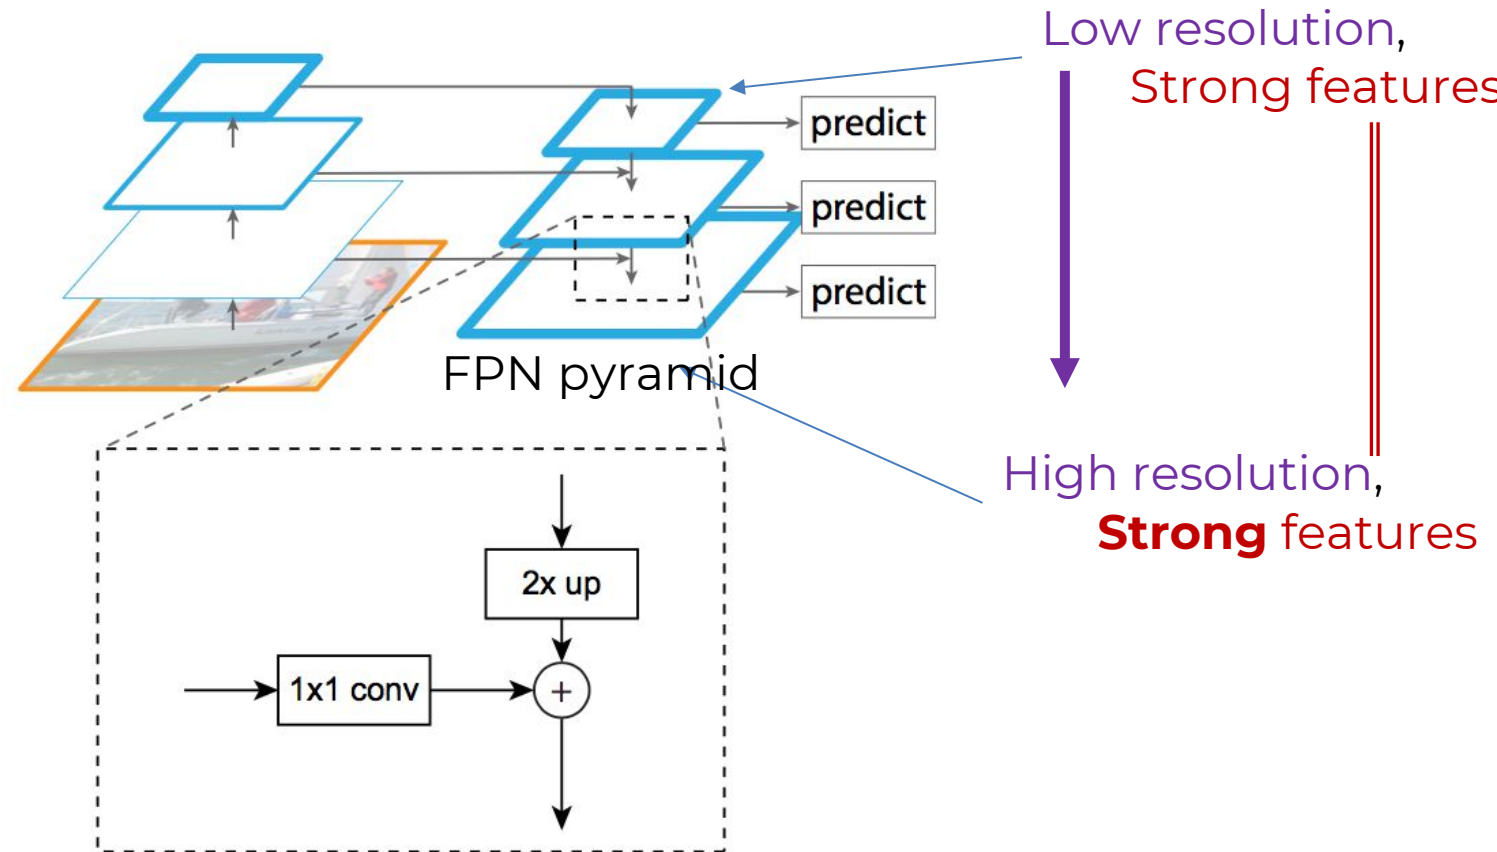 Low resolution,
Strong features
predict
predict
predict
FPN pyramid
High resolution,
Strong features
2x up
1x1 conv
+